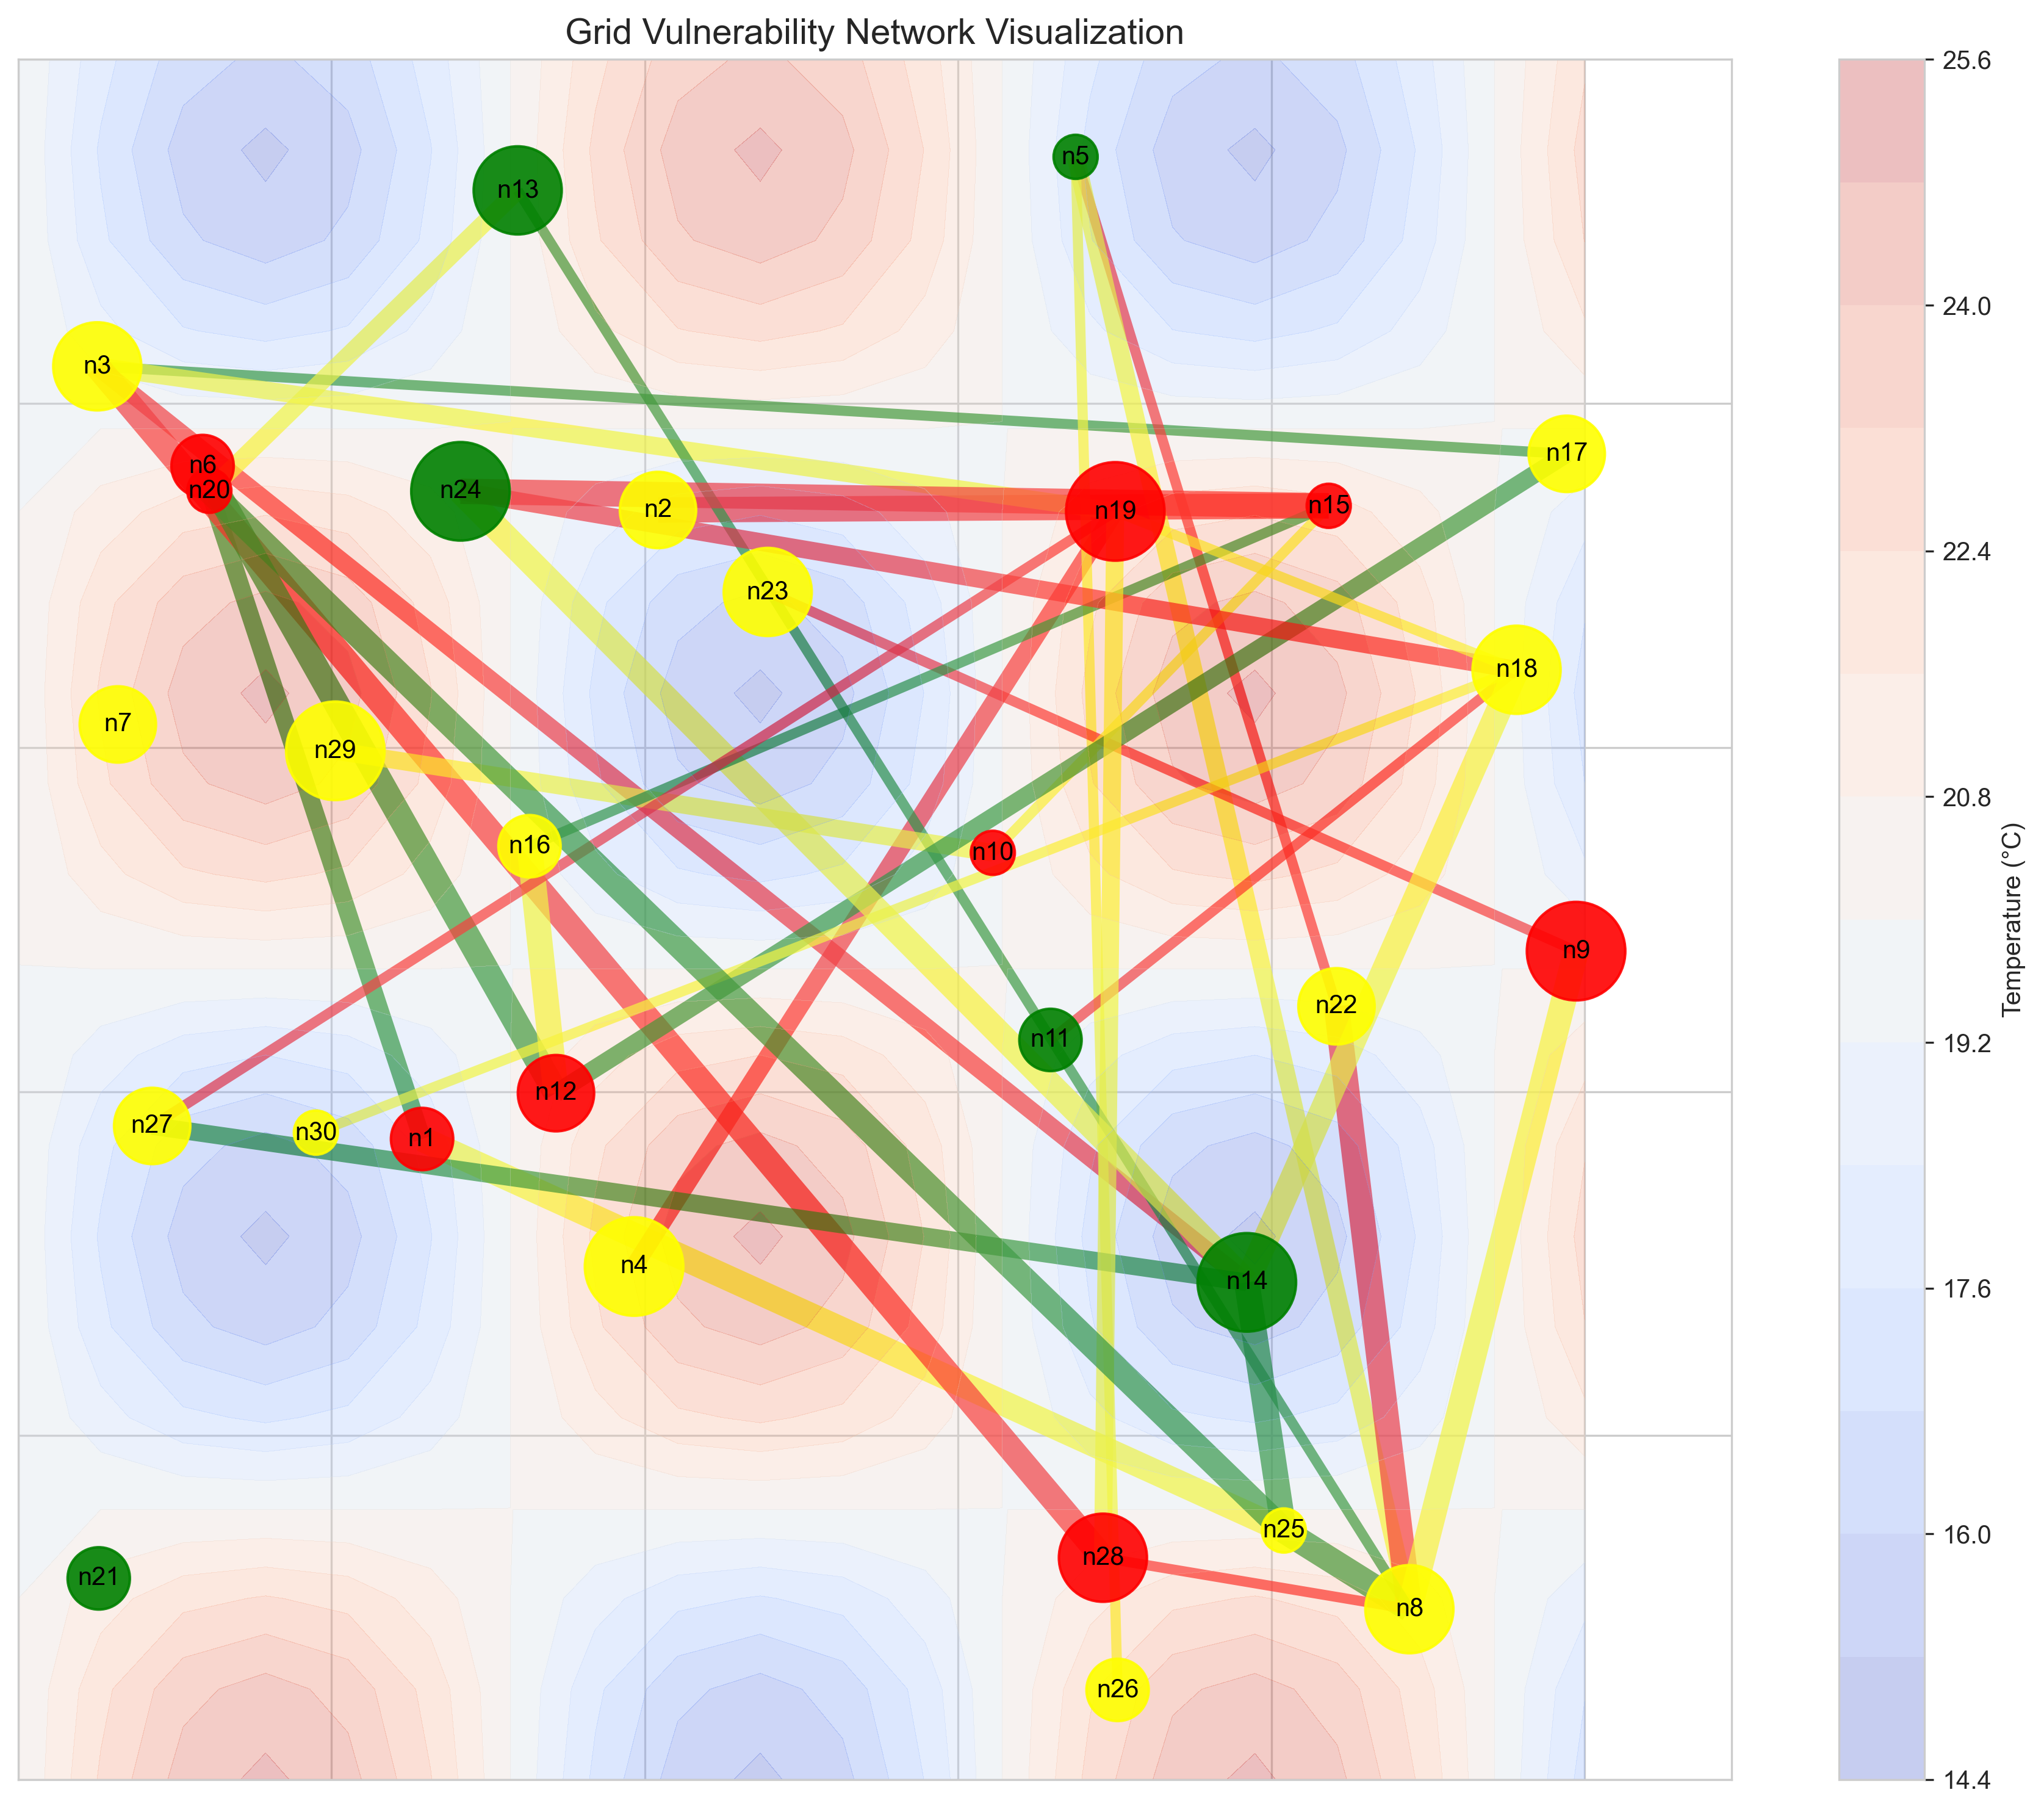 Grid Vulnerability Network Visualization
n13
n5
n3
n17
n6
n20
n24
n2
n19
n15
n23
n18
n7
n29
n16
n10
n9
n22
n11
n12
n27
n30
n1
n4
n14
n25
n28
n21
n8
n26
25.6
24.0
22.4
20.8
19.2
17.6
16.0
14.4
Temperature (°C)